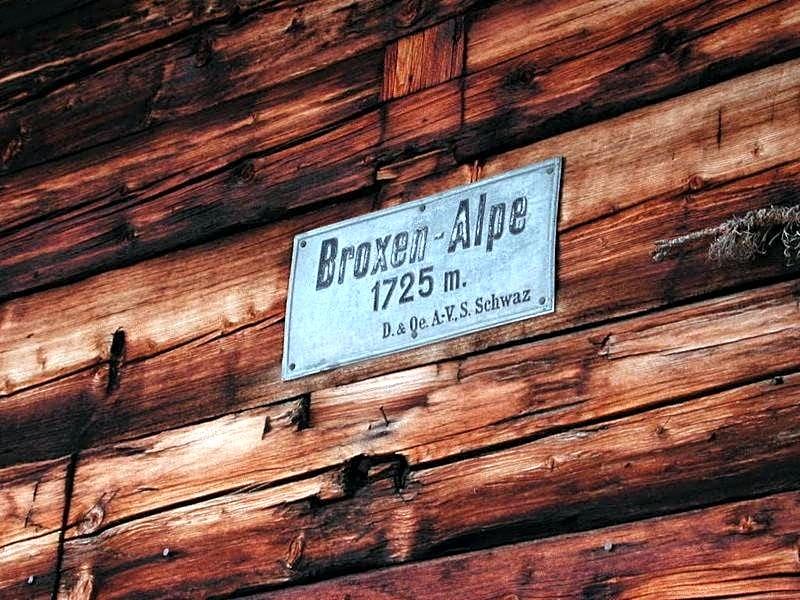 Broxen-Alpe
1725 m.
D. & Oe. A.-V., S. Schwaz